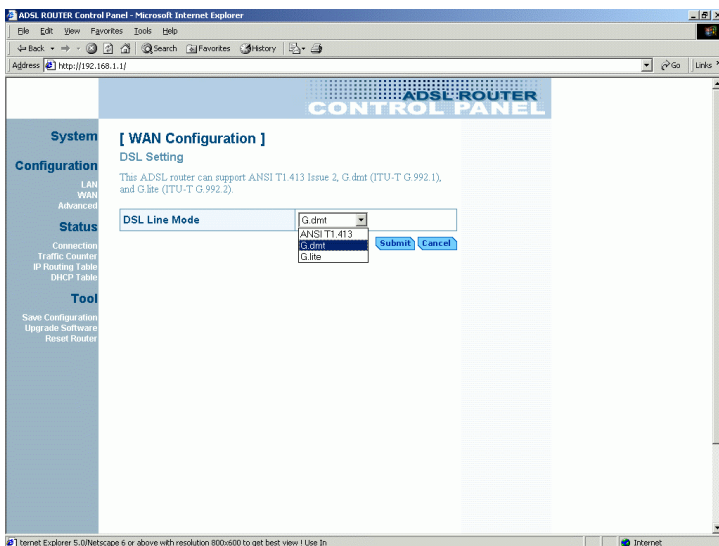 ADSL ROUTER Control Panel - Microsoft Internet Explorer
File Edit View Favorites Tools Help
Back Search Favorites History
Address http://192.168.1.1/ Go Links
ADSL ROUTER
CONTROL PANEL
System
Configuration
LAN
WAN
Advanced
Status
Connection
Traffic Counter
IP Routing Table
DHCP Table
Tool
Save Configuration
Upgrade Software
Reset Router
[ WAN Configuration ]
DSL Setting
This ADSL router can support ANSI T1.413 Issue 2, G.dmt (ITU-T G.992.1),
and G.lite (ITU-T G.992.2).
DSL Line Mode G.dmt
ANSI T1.413
G.dmt
G.lite
Submit Cancel
ternet Explorer 5.0/Netscape 6 or above with resolution 800x600 to get best view ! Use In
Internet